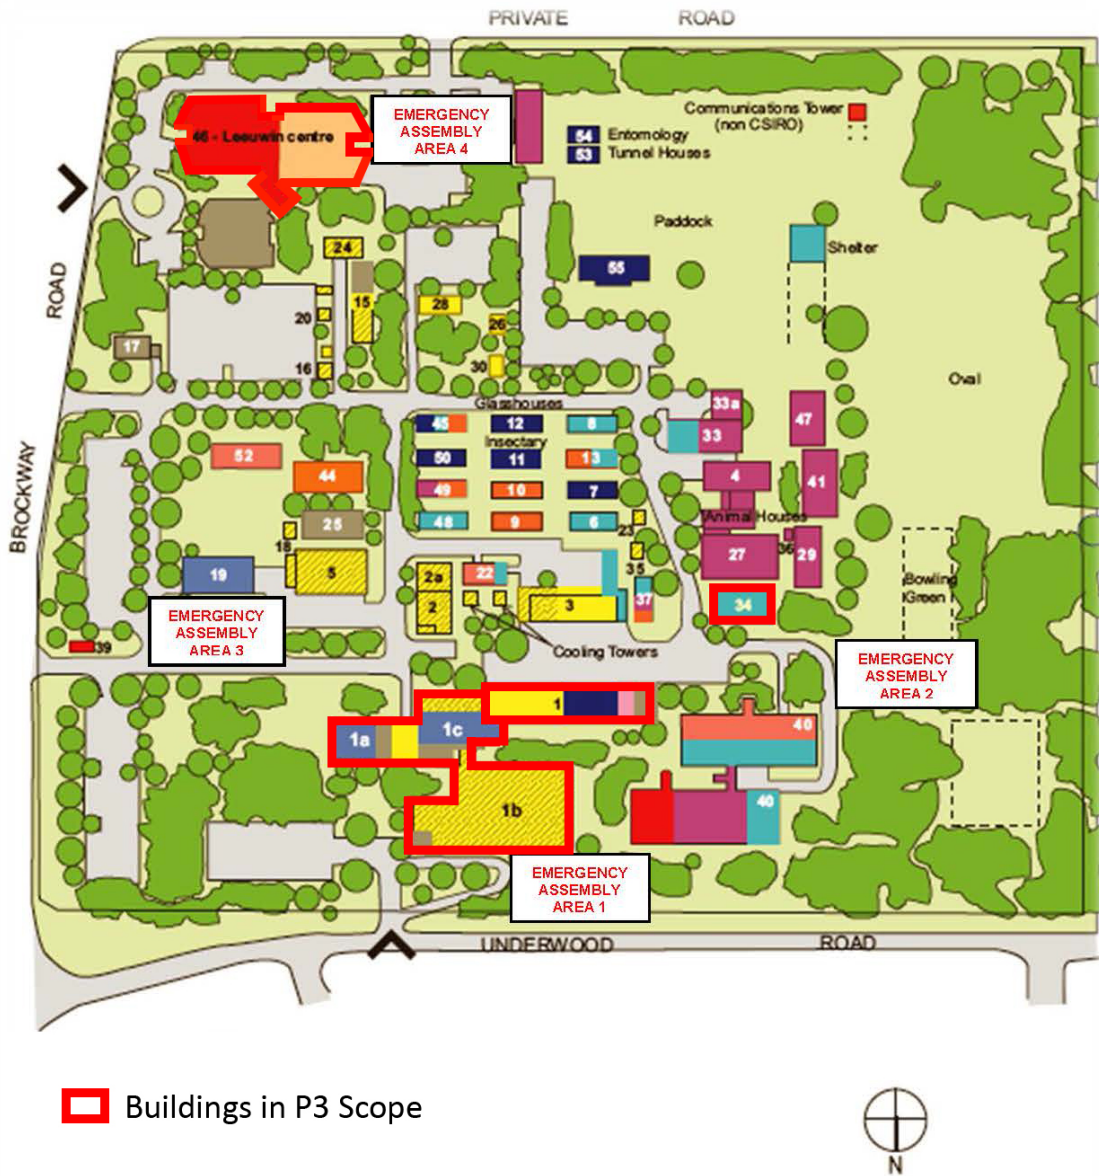 PRIVATE ROAD
EMERGENCY
ASSEMBLY
AREA 4
Communications Tower
(non CSIRO)
46 - Leeuwin centre
54 Entomology
53 Tunnel Houses
Paddock
Shelter
24
55
ROAD
15
28
20
26
17
16
30
Oval
Glasshouses
33a
45
12
8
47
Insectary
33
52
50
11
13
44
4
41
49
10
7
BROCKWAY
25
48
9
6
Animal Houses
23
18
36
27
29
35
19
5
2a
22
Bowling
Green
37
34
2
3
EMERGENCY
ASSEMBLY
AREA 3
39
Cooling Towers
EMERGENCY
ASSEMBLY
AREA 2
1
1a
1c
40
40
1b
EMERGENCY
ASSEMBLY
AREA 1
UNDERWOOD ROAD
Buildings in P3 Scope
N